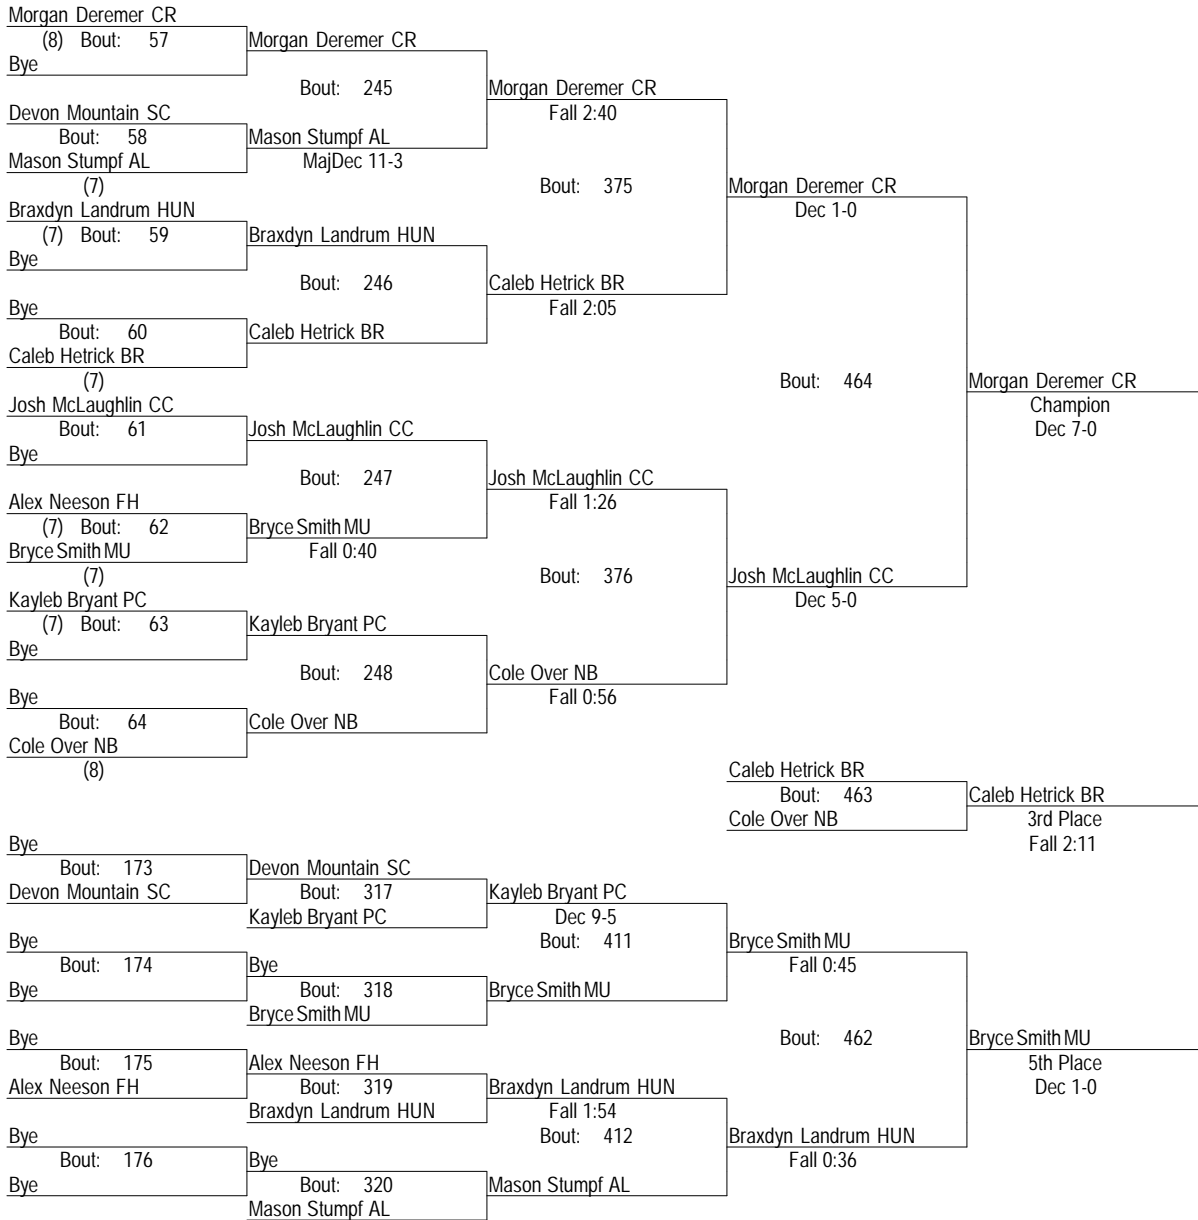 Morgan Deremer CR
(8) Bout: 57
Bye
Morgan Deremer CR
Bout: 245
Devon Mountain SC
Bout: 58
Mason Stumpf AL
(7)
Mason Stumpf AL
MajDec 11-3
Morgan Deremer CR
Fall 2:40
Bout: 375
Braxdyn Landrum HUN
(7) Bout: 59
Bye
Braxdyn Landrum HUN
Bout: 246
Bye
Bout: 60
Caleb Hetrick BR
(7)
Caleb Hetrick BR
Caleb Hetrick BR
Fall 2:05
Morgan Deremer CR
Dec 1-0
Bout: 464
Josh McLaughlin CC
Bout: 61
Bye
Josh McLaughlin CC
Bout: 247
Alex Neeson FH
(7) Bout: 62
Bryce Smith MU
(7)
Bryce Smith MU
Fall 0:40
Josh McLaughlin CC
Fall 1:26
Bout: 376
Kayleb Bryant PC
(7) Bout: 63
Bye
Kayleb Bryant PC
Bout: 248
Bye
Bout: 64
Cole Over NB
(8)
Cole Over NB
Cole Over NB
Fall 0:56
Josh McLaughlin CC
Dec 5-0
Morgan Deremer CR
Champion
Dec 7-0
Caleb Hetrick BR
Bout: 463
Cole Over NB
Caleb Hetrick BR
3rd Place
Fall 2:11
Bye
Bout: 173
Devon Mountain SC
Devon Mountain SC
Bout: 317
Kayleb Bryant PC
Kayleb Bryant PC
Dec 9-5
Bout: 411
Bye
Bout: 174
Bye
Bye
Bout: 318
Bryce Smith MU
Bryce Smith MU
Bryce Smith MU
Fall 0:45
Bout: 462
Bye
Bout: 175
Alex Neeson FH
Alex Neeson FH
Bout: 319
Braxdyn Landrum HUN
Braxdyn Landrum HUN
Fall 1:54
Bout: 412
Bye
Bout: 176
Bye
Bye
Bout: 320
Mason Stumpf AL
Mason Stumpf AL
Braxdyn Landrum HUN
Fall 0:36
Bryce Smith MU
5th Place
Dec 1-0